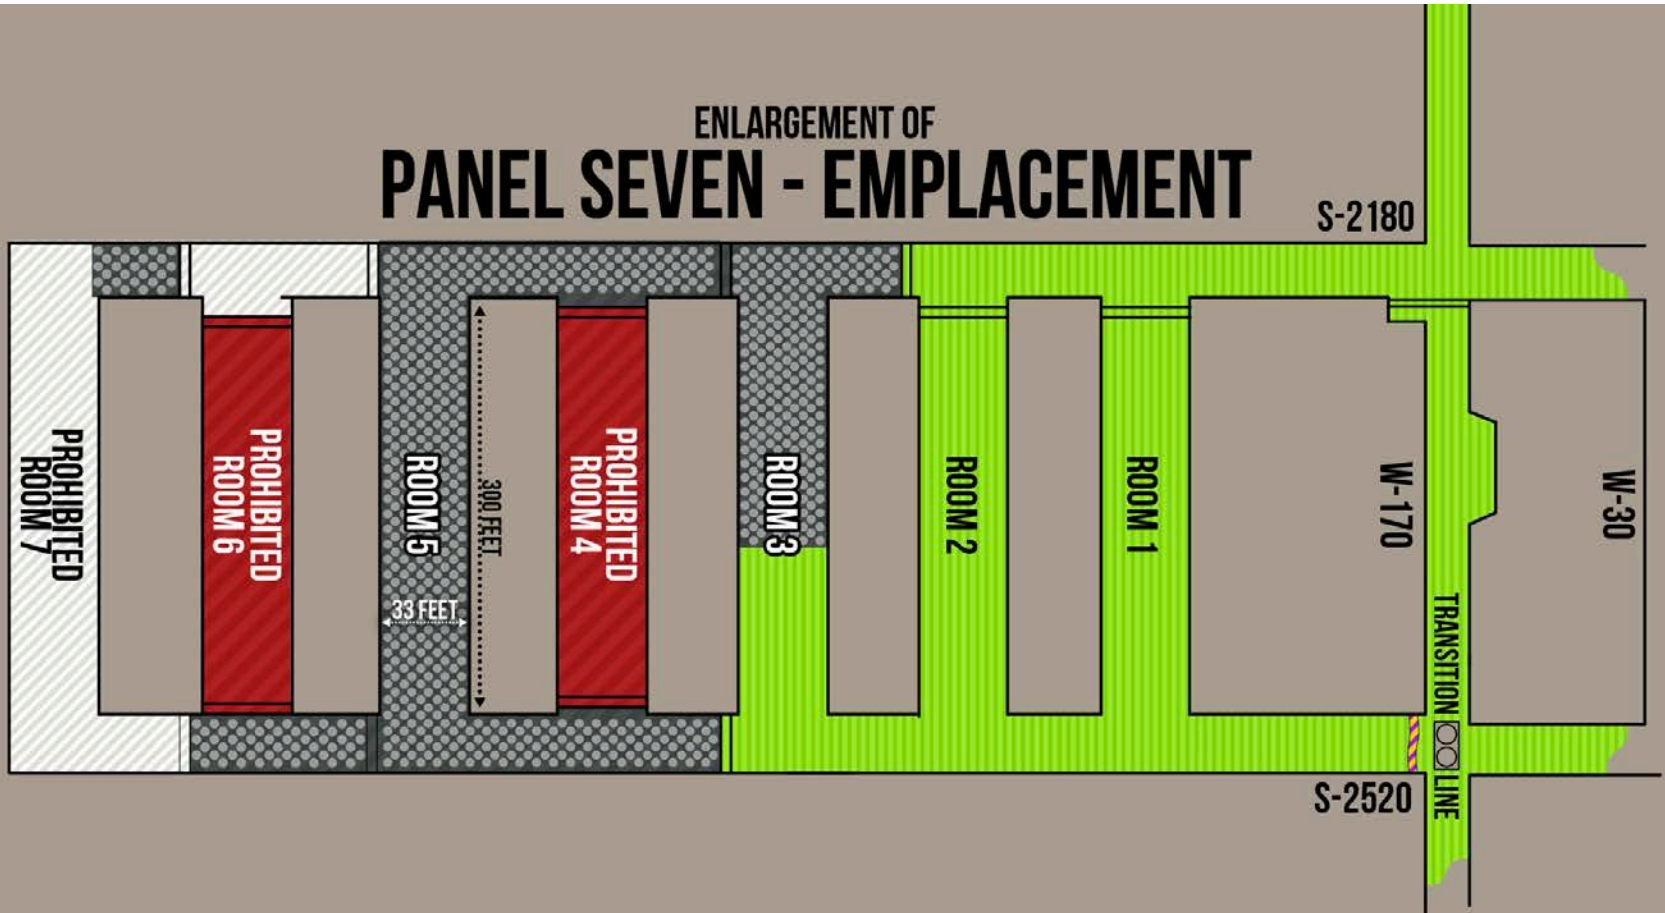 ENLARGEMENT OF
PANEL SEVEN - EMPLACEMENT
S-2180
PROHIBITED
ROOM 7
PROHIBITED
ROOM 6
ROOM 5
300 FEET
33 FEET
PROHIBITED
ROOM 4
ROOM 3
ROOM 2
ROOM 1
W-170
W-30
TRANSITION LINE
S-2520